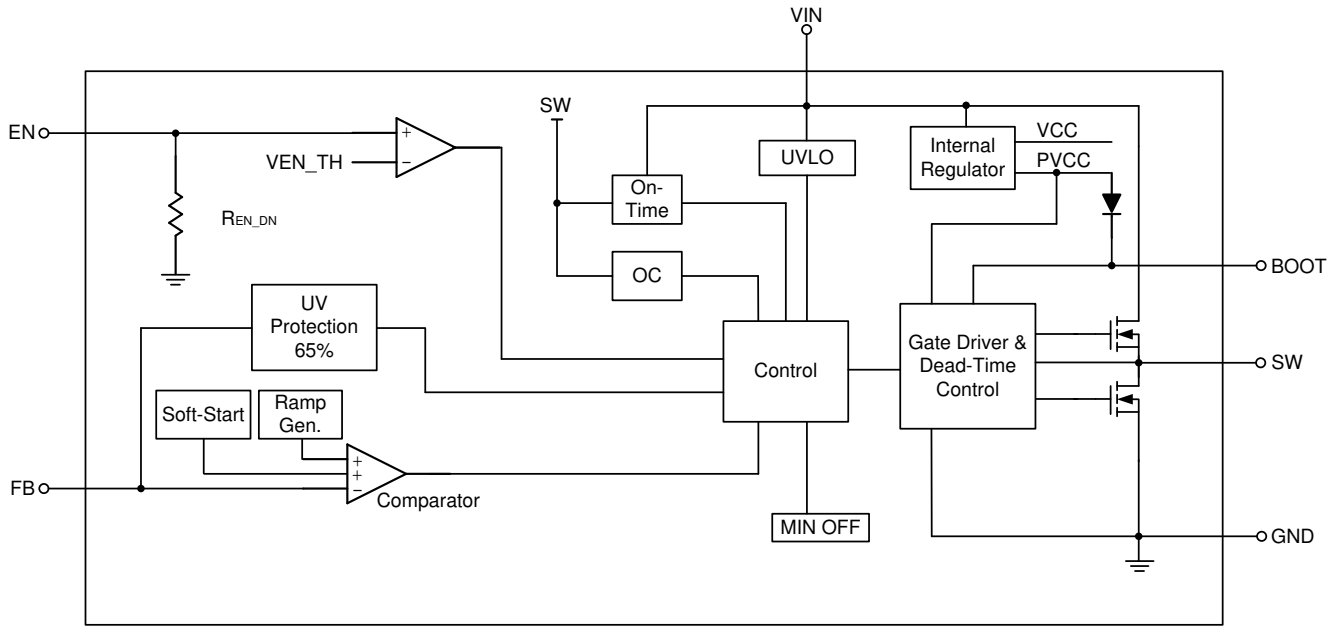 VIN
EN
SW
VEN_TH
UVLO
Internal
Regulator
VCC
PVCC
On-
Time
REN_DN
OC
BOOT
UV
Protection
65%
Control
Gate Driver &
Dead-Time
Control
SW
Soft-Start
Ramp
Gen.
+
−
+
+
−
FB
Comparator
MIN OFF
GND